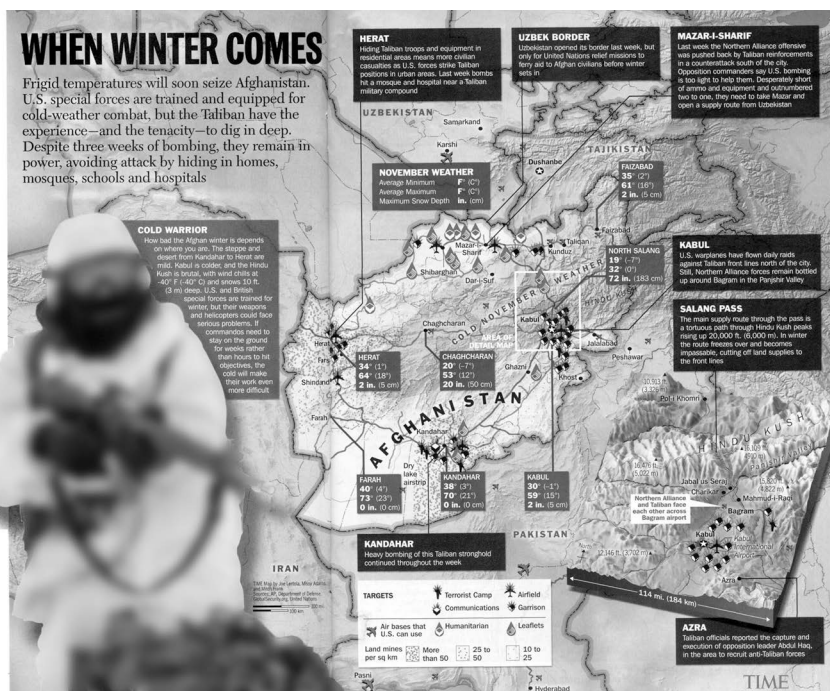 WHEN WINTER COMES
Frigid temperatures will soon seize Afghanistan.
U.S. special forces are trained and equipped for
cold-weather combat, but the Taliban have the
experience—and the tenacity—to dig in deep.
Despite three weeks of bombing, they remain in
power, avoiding attack by hiding in homes,
mosques, schools and hospitals
HERAT
Hiding Taliban troops and equipment in
residential areas means more civilian
casualties as U.S. forces strike Taliban
positions in urban areas. Last week bombs
hit a mosque and hospital near a Taliban
military compound
UZBEK BORDER
Uzbekistan opened its border last week, but
only for United Nations relief missions to
ferry aid to Afghan civilians before winter
sets in
MAZAR-I-SHARIF
Last week the Northern Alliance offensive
was pushed back by Taliban reinforcements
in a counterattack south of the city.
Opposition commanders say U.S. bombing
is too light to help them. Desperately short
of ammo and equipment and outnumbered
two to one, they need to take Mazar and
open a supply route from Uzbekistan
UZBEKISTAN
Samarkand
Karshi
Dushanbe
TAJIKISTAN
NOVEMBER WEATHER
Average Minimum F° (C°)
Average Maximum F° (C°)
Maximum Snow Depth in. (cm)
FAIZABAD
35° (2°)
61° (16°)
2 in. (5 cm)
Faizabad
COLD WARRIOR
How bad the Afghan winter is depends
on where you are. The steppe and
desert from Kandahar to Herat are
mild. Kabul is colder, and the Hindu
Kush is brutal, with wind chills at
-40° F (-40° C) and snows 10 ft.
(3 m) deep. U.S. and British
special forces are trained for
winter, but their weapons
and helicopters could face
serious problems. If
commandos need to
stay on the ground
for weeks rather
than hours to hit
objectives, the
cold will make
their work even
more difficult
Mazar-i-
Sharif
Taliqan
Kunduz
Shibarghan
Dar-i-Suf
NORTH SALANG
19° (-7°)
32° (0°)
72 in. (183 cm)
KABUL
U.S. warplanes have flown daily raids
against Taliban front lines north of the city.
Still, Northern Alliance forces remain bottled
up around Bagram in the Panjshir Valley
SALANG PASS
The main supply route through the pass is
a tortuous path through Hindu Kush peaks
rising up 20,000 ft. (6,000 m). In winter
the route freezes over and becomes
impassable, cutting off land supplies to
the front lines
COLD NOVEMBER WEATHER
HINDU KUSH
Kabul
AREA OF
DETAIL MAP
Jalalabad
Peshawar
Chaghcharan
Herat
Fars
Shindand
Farah
Ghazni
Khost
HERAT
34° (1°)
64° (18°)
2 in. (5 cm)
CHAGHCHARAN
20° (-7°)
53° (12°)
20 in. (50 cm)
AFGHANISTAN
Kandahar
Dry
lake
airstrip
FARAH
40° (4°)
73° (23°)
0 in. (0 cm)
KANDAHAR
38° (3°)
70° (21°)
0 in. (0 cm)
KABUL
30° (-1°)
59° (15°)
2 in. (5 cm)
KANDAHAR
Heavy bombing of this Taliban stronghold
continued throughout the week
PAKISTAN
IRAN
10,913 ft.
Pol-i Khomri
HINDU KUSH
16,476 ft.
(5,022 m)
Jabal us Seraj
Charikar
Mahmud-i-Raqi
Northern Alliance
and Taliban face
each other across
Bagram airport
Bagram
Kabul
Kabul
International
Airport
12,146 ft. (3,702 m)
Azra
114 mi. (184 km)
AZRA
Taliban officials reported the capture and
execution of opposition leader Abdul Haq,
in the area to recruit anti-Taliban forces
TARGETS
Terrorist Camp
Airfield
Communications
Garrison
Air bases that
U.S. can use
Humanitarian
Leaflets
Land mines
per sq km
More
than 50
25 to
50
10 to
25
Pasni
Hyderabad
TIME